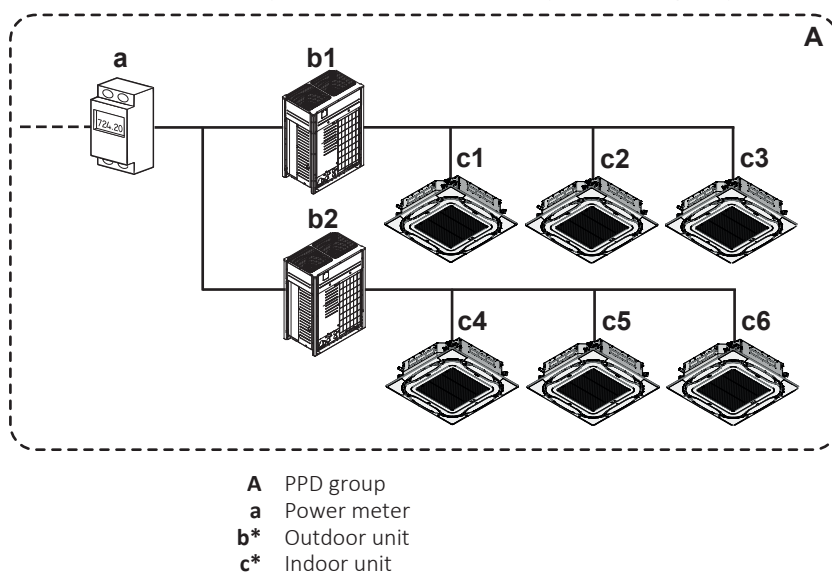 A
a
b1
724.20
c1
c2
c3
b2
c4
c5
c6
A PPD group
a Power meter
b* Outdoor unit
c* Indoor unit